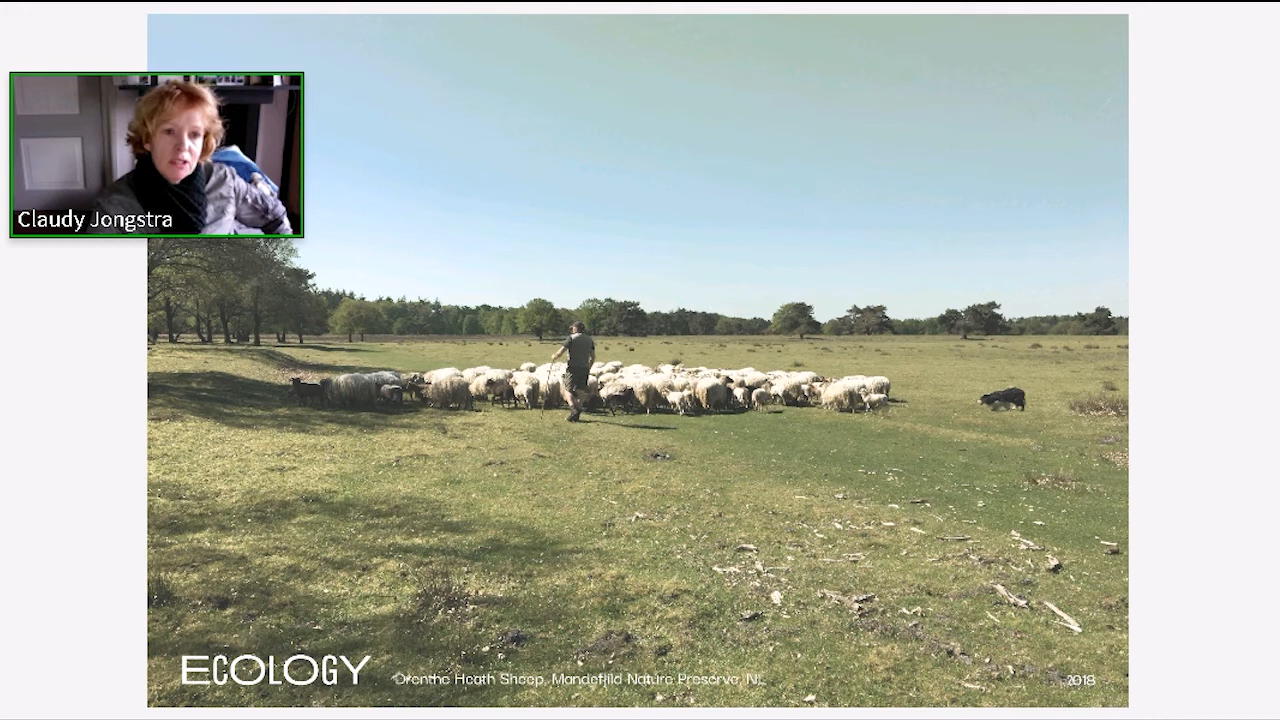 Claudy Jongstra
ECOLOGY
Drenthe Heath Sheep, Mandefjild Nature Preserve, NL
2018